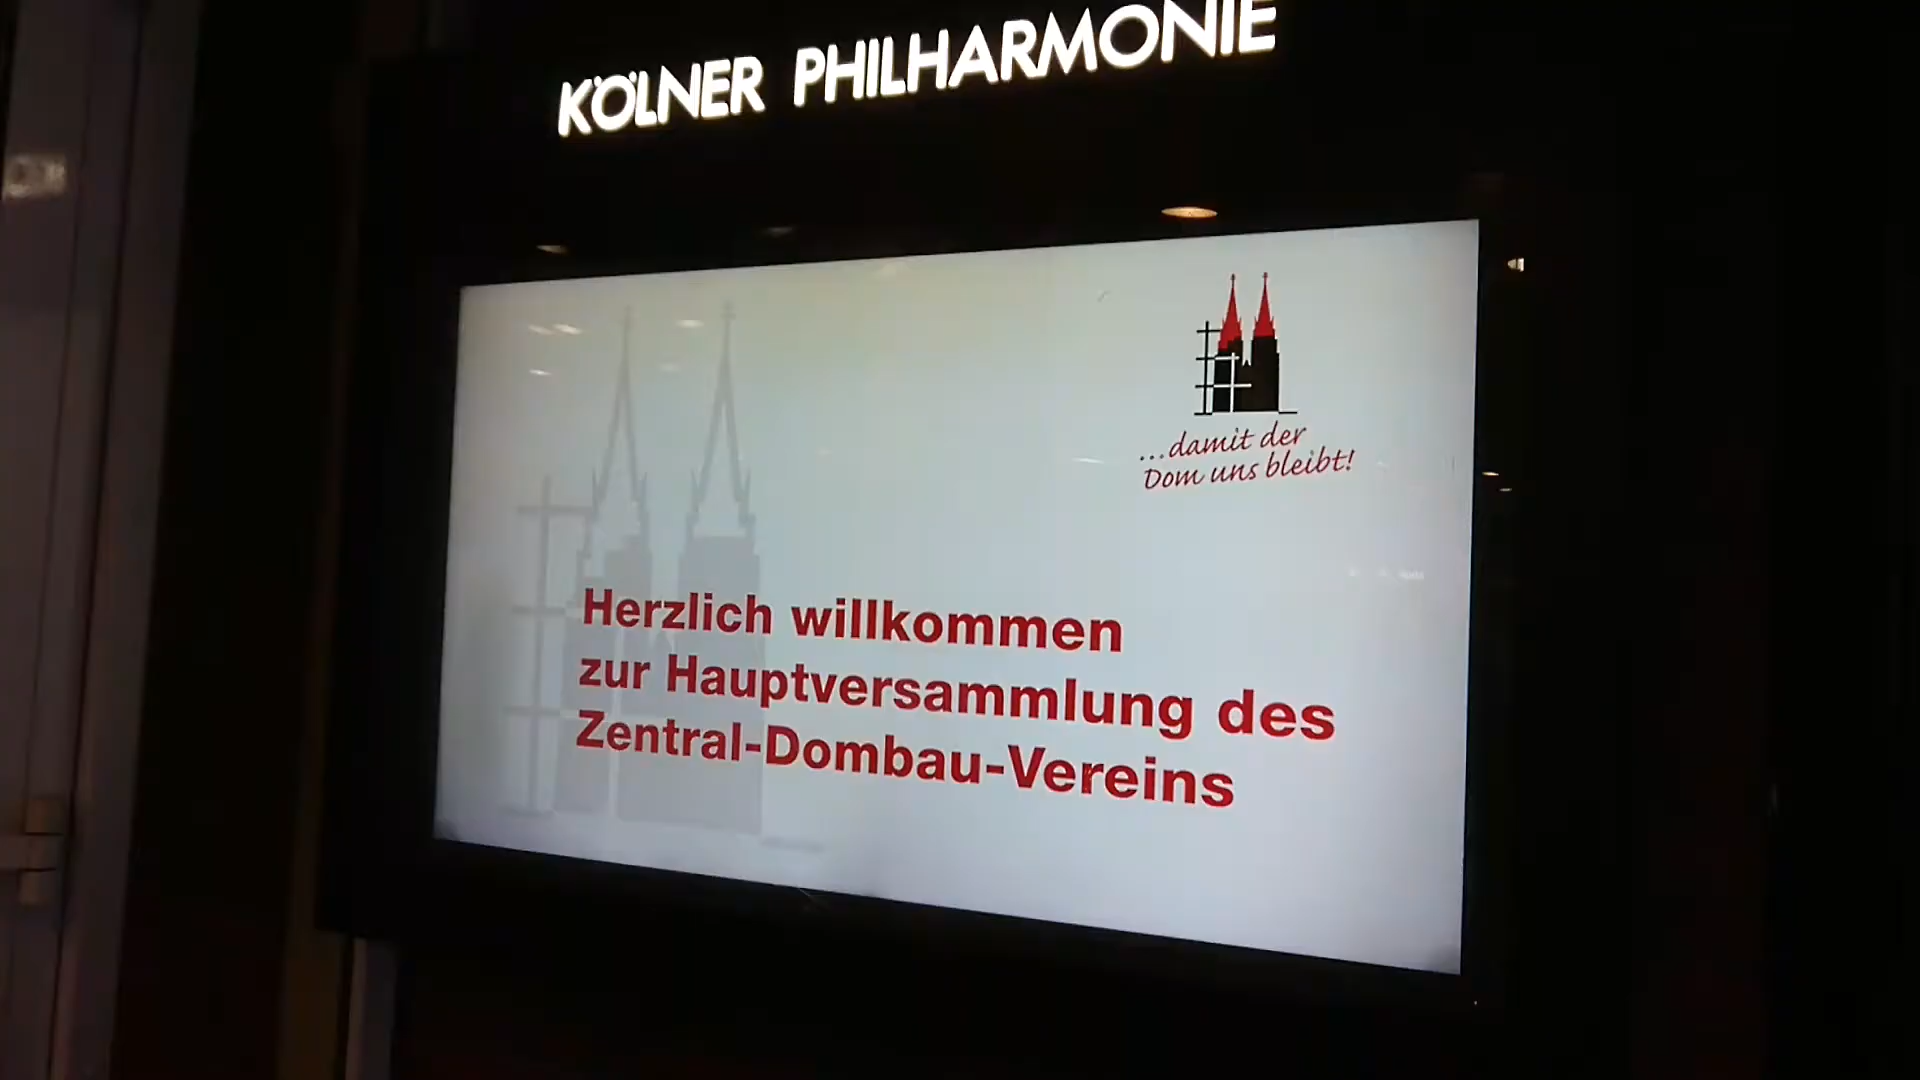 KÖLNER PHILHARMONIE
...damit der
Dom uns bleibt!
Herzlich willkommen
zur Hauptversammlung des
Zentral-Dombau-Vereins